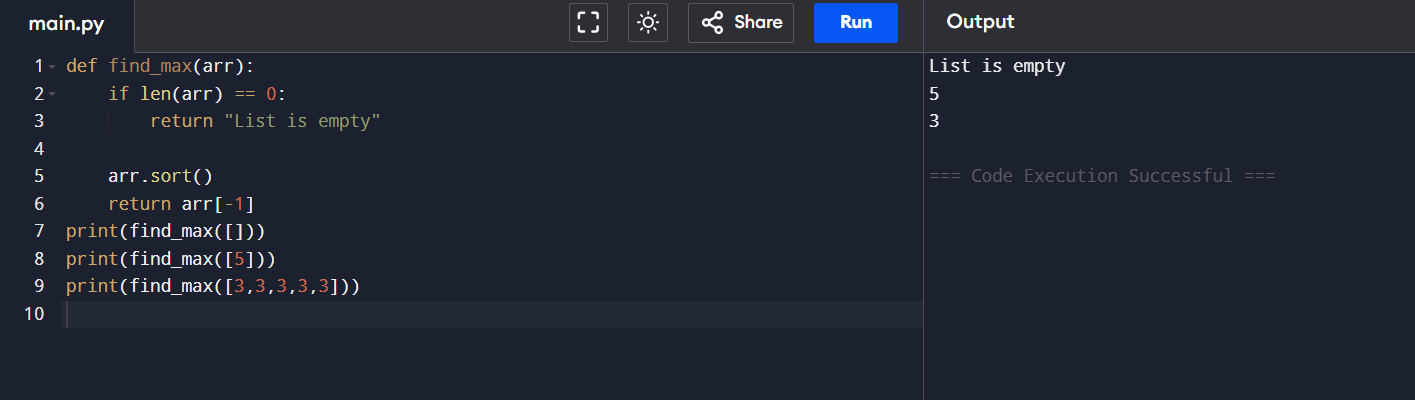 main.py
Share
Run
Output
1 def find_max(arr):
2     if len(arr) == 0:
3         return "List is empty"
4
5     arr.sort()
6     return arr[-1]
7 print(find_max([]))
8 print(find_max([5]))
9 print(find_max([3,3,3,3,3]))
10
List is empty
5
3
=== Code Execution Successful ===